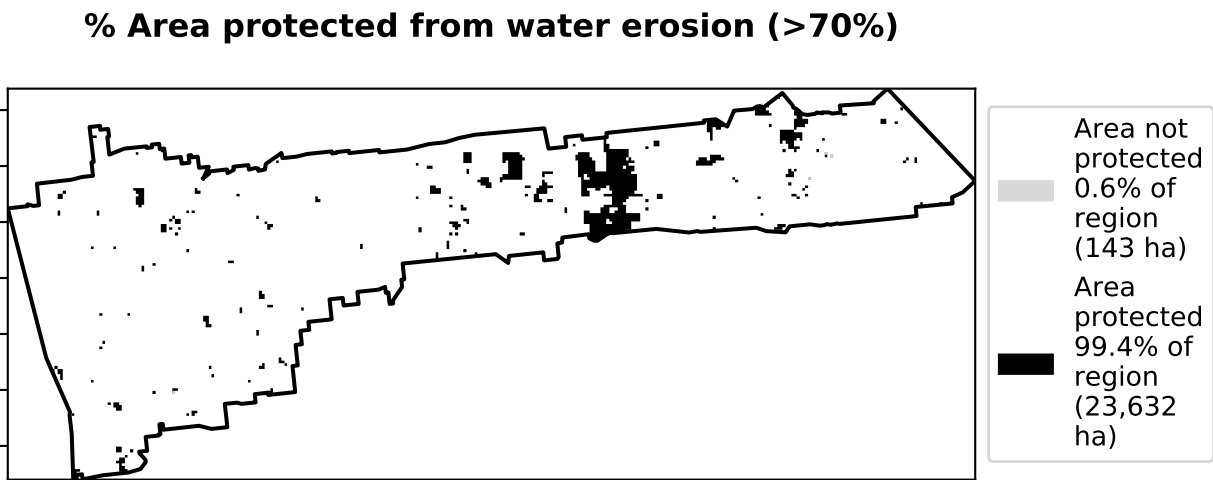 % Area protected from water erosion (>70%)
Area not
protected
0.6% of
region
(143 ha)
Area
protected
99.4% of
region
(23,632
ha)